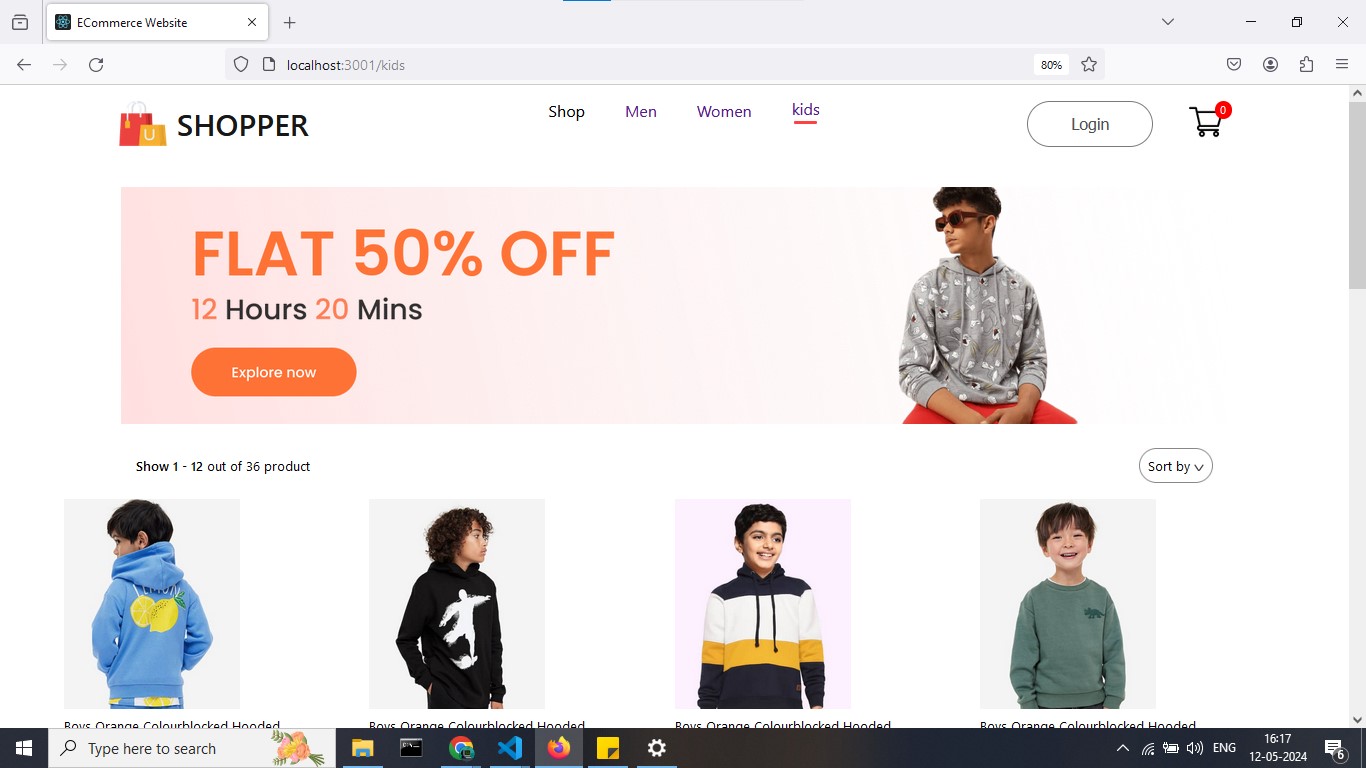 ECommerce Website
localhost:3001/kids
80%
SHOPPER
Shop
Men
Women
kids
Login
0
FLAT 50% OFF
12 Hours 20 Mins
Explore now
Show 1 - 12 out of 36 product
Sort by
Boys Orange Colourblocked Hooded
Boys Orange Colourblocked Hooded
Boys Orange Colourblocked Hooded
Boys Orange Colourblocked Hooded
Type here to search
ENG
16:17
12-05-2024
6